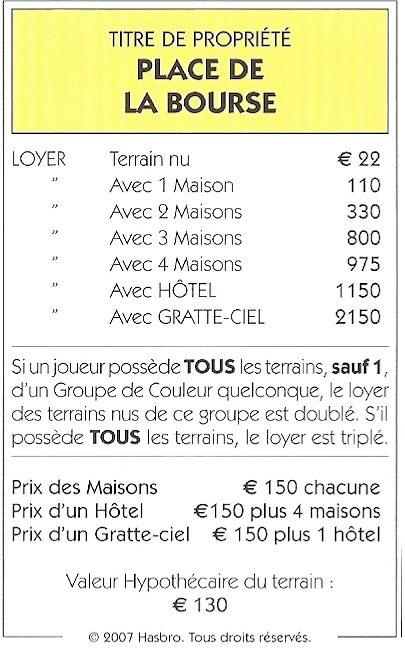 TITRE DE PROPRIÉTÉ
PLACE DE
LA BOURSE
LOYER Terrain nu € 22
" Avec 1 Maison 110
" Avec 2 Maisons 330
" Avec 3 Maisons 800
" Avec 4 Maisons 975
" Avec HÔTEL 1150
" Avec GRATTE-CIEL 2150
Si un joueur possède TOUS les terrains, sauf 1,
d'un Groupe de Couleur quelconque, le loyer
des terrains nus de ce groupe est doublé. S'il
possède TOUS les terrains, le loyer est triplé.
Prix des Maisons € 150 chacune
Prix d'un Hôtel €150 plus 4 maisons
Prix d'un Gratte-ciel € 150 plus 1 hôtel
Valeur Hypothécaire du terrain :
€ 130
© 2007 Hasbro. Tous droits réservés.